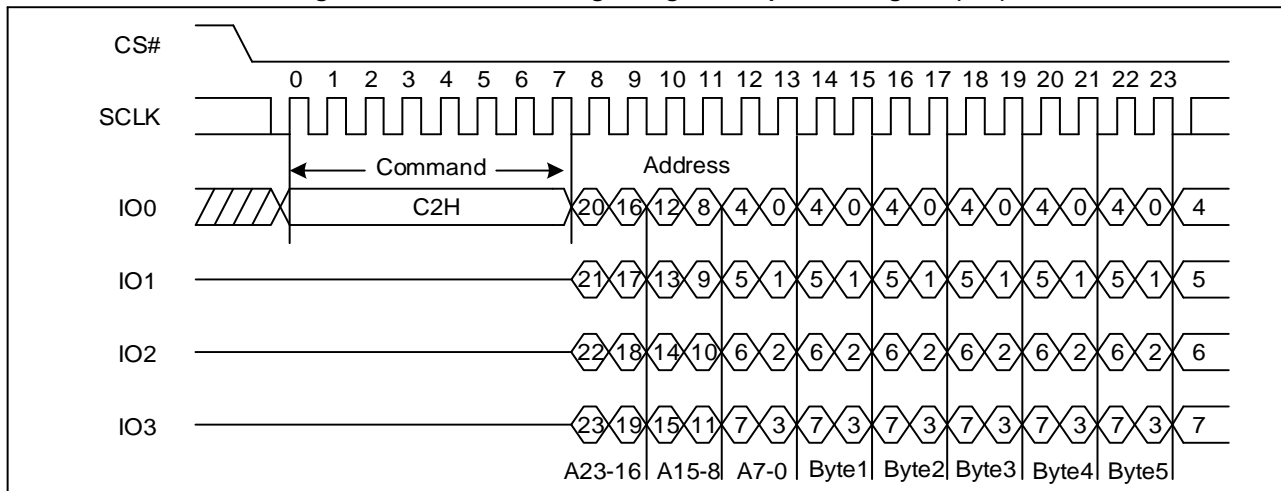 CS#
0 1 2 3 4 5 6 7 8 9 10 11 12 13 14 15 16 17 18 19 20 21 22 23
SCLK
Command Address
IO0 C2H 20 16 12 8 4 0 4 0 4 0 4 0 4 0 4 0 4
IO1 21 17 13 9 5 1 5 1 5 1 5 1 5 1 5 1 5
IO2 22 18 14 10 6 2 6 2 6 2 6 2 6 2 6 2 6
IO3 23 19 15 11 7 3 7 3 7 3 7 3 7 3 7 3 7
A23-16 A15-8 A7-0 Byte1 Byte2 Byte3 Byte4 Byte5